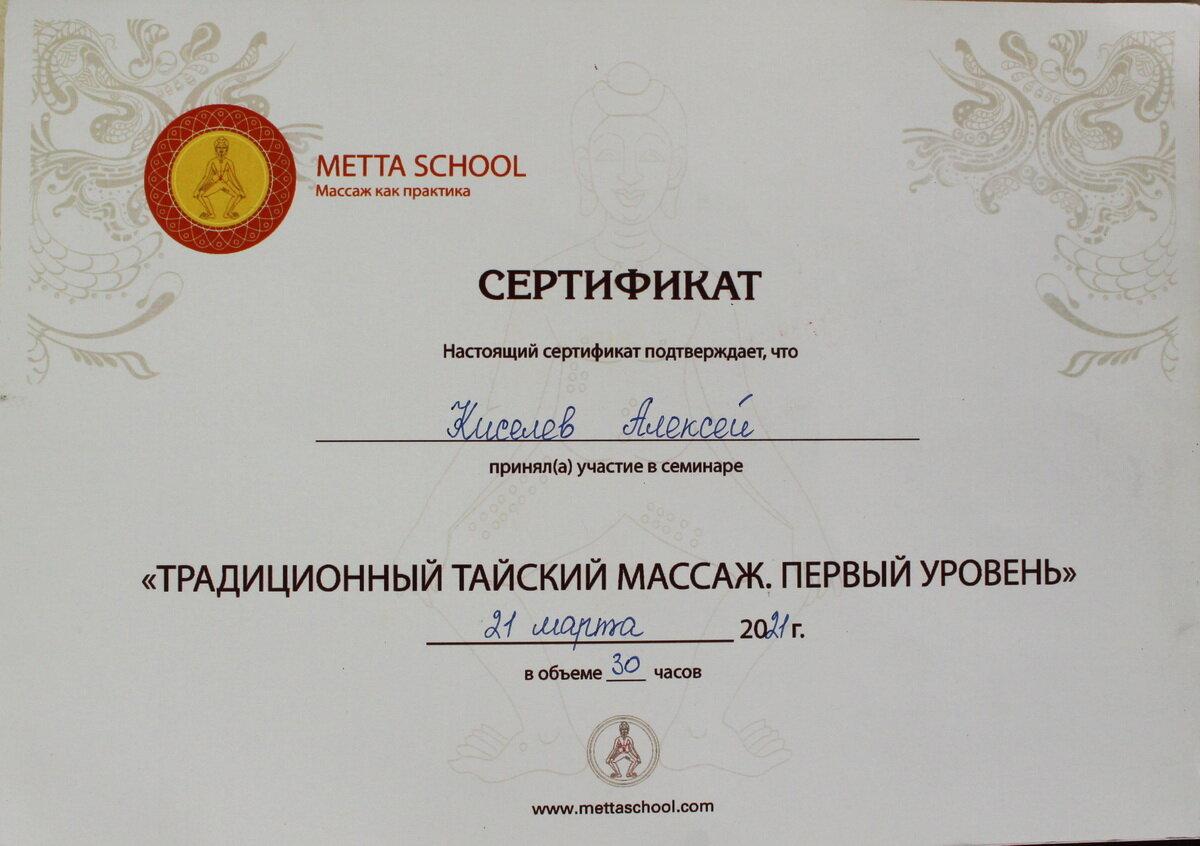 METTA SCHOOL
Массаж как практика
СЕРТИФИКАТ
Настоящий сертификат подтверждает, что
Киселев Алексей
принял(а) участие в семинаре
«ТРАДИЦИОННЫЙ ТАЙСКИЙ МАССАЖ. ПЕРВЫЙ УРОВЕНЬ»
21 марта 2021 г.
в объеме 30 часов
www.mettaschool.com